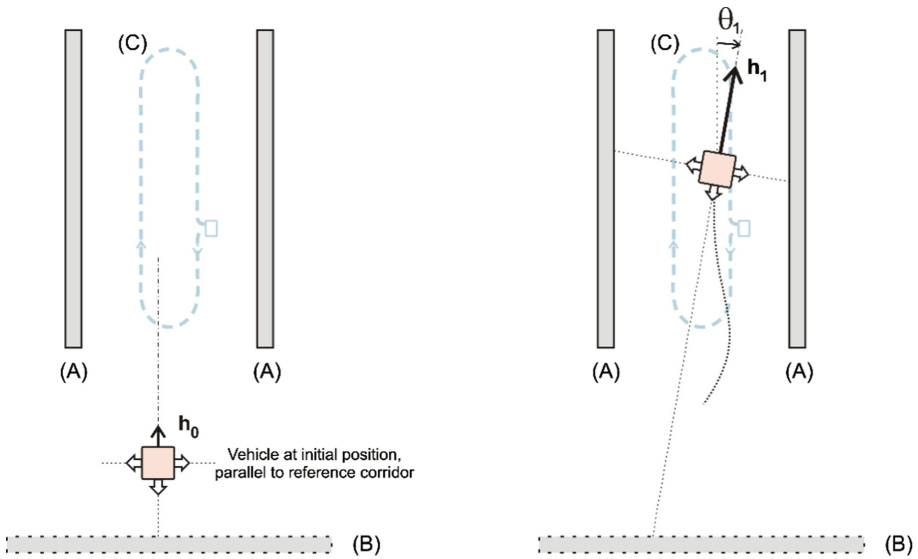 (C)
(A)
(A)
h0
Vehicle at initial position,
parallel to reference corridor
(B)
θ1
(C)
h1
(A)
(A)
(B)